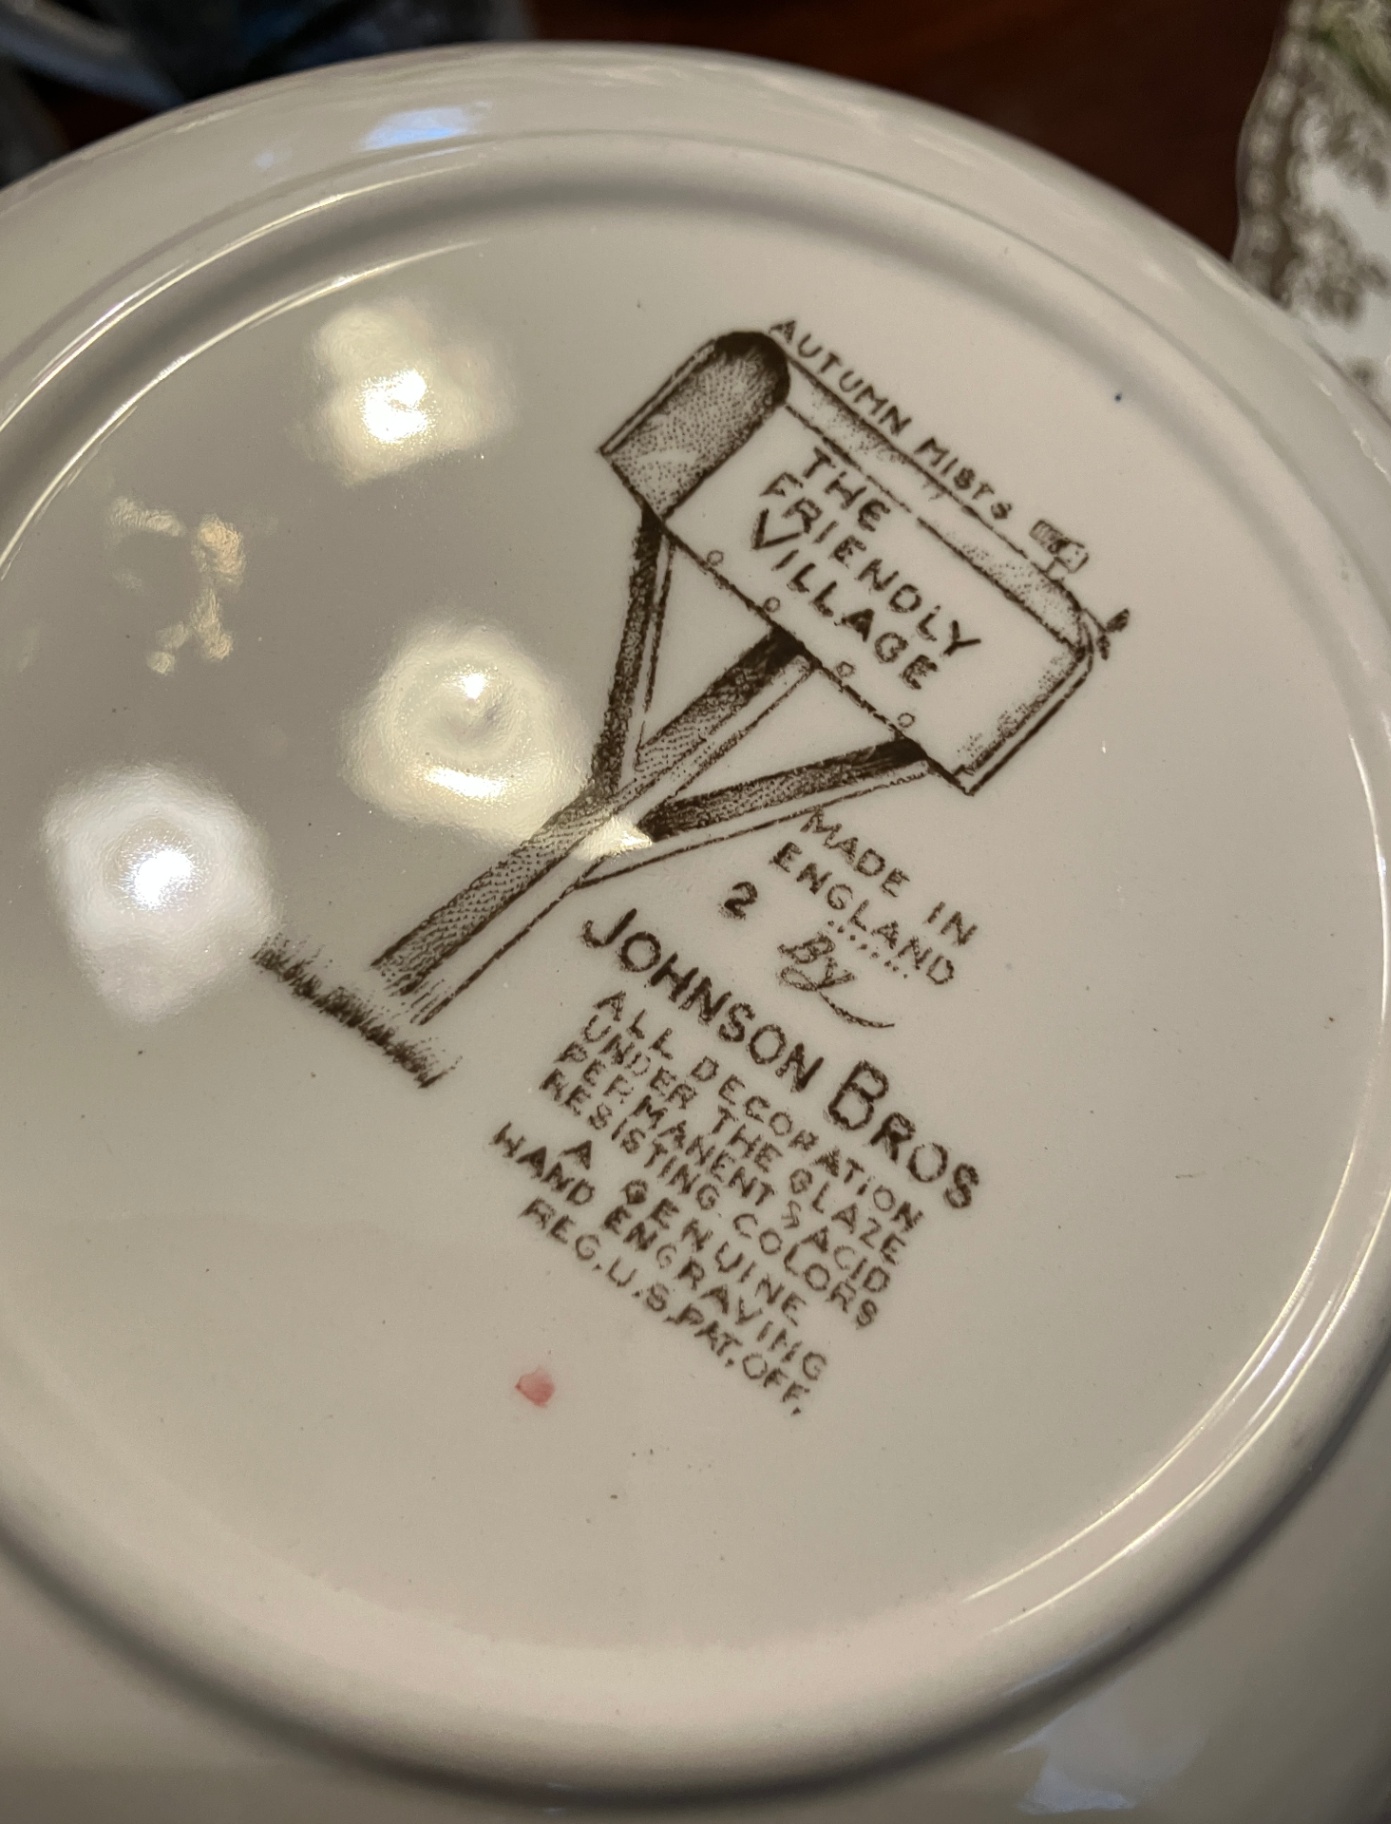 AUTUMN MISTS
THE
FRIENDLY
VILLAGE
MADE IN
ENGLAND
2 By
JOHNSON BROS
ALL DECORATION
UNDER THE GLAZE
PERMANENT & ACID
RESISTING COLORS
A GENUINE
HAND ENGRAVING
REG. U.S. PAT. OFF.